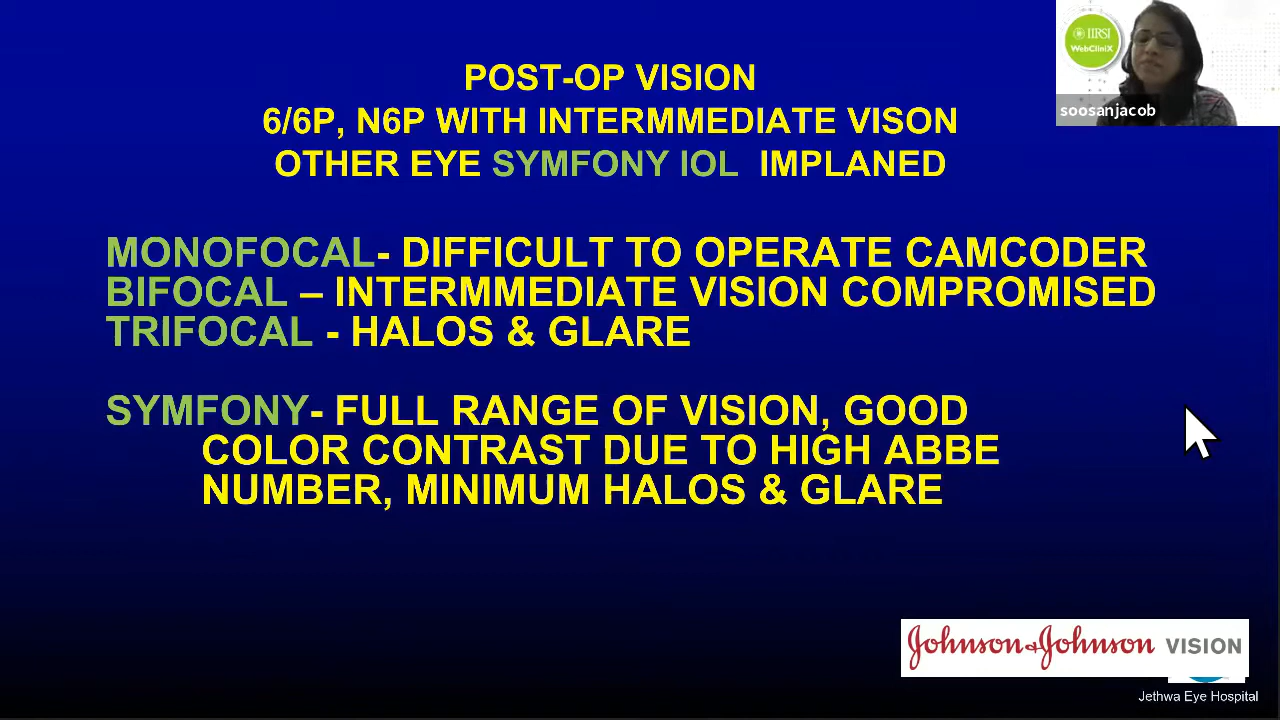 POST-OP VISION
6/6P, N6P WITH INTERMMEDIATE VISON
OTHER EYE SYMFONY IOL IMPLANED
MONOFOCAL- DIFFICULT TO OPERATE CAMCODER
BIFOCAL – INTERMMEDIATE VISION COMPROMISED
TRIFOCAL - HALOS & GLARE
SYMFONY- FULL RANGE OF VISION, GOOD
COLOR CONTRAST DUE TO HIGH ABBE
NUMBER, MINIMUM HALOS & GLARE
IIRSI
WebCliniX
soosanjacob
Johnson & Johnson VISION
Jethwa Eye Hospital